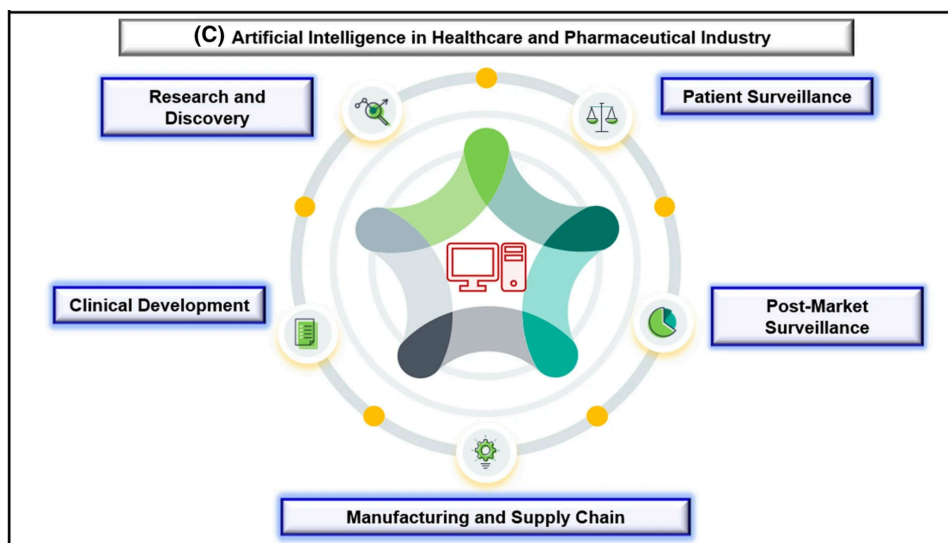 (C) Artificial Intelligence in Healthcare and Pharmaceutical Industry
Research and
Discovery
Patient Surveillance
Clinical Development
Post-Market
Surveillance
Manufacturing and Supply Chain